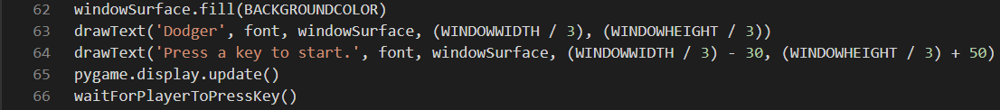 62 windowSurface.fill(BACKGROUNDCOLOR)
63 drawText('Dodger', font, windowSurface, (WINDOWWIDTH / 3), (WINDOWHEIGHT / 3))
64 drawText('Press a key to start.', font, windowSurface, (WINDOWWIDTH / 3) - 30, (WINDOWHEIGHT / 3) + 50)
65 pygame.display.update()
66 waitForPlayerToPressKey()